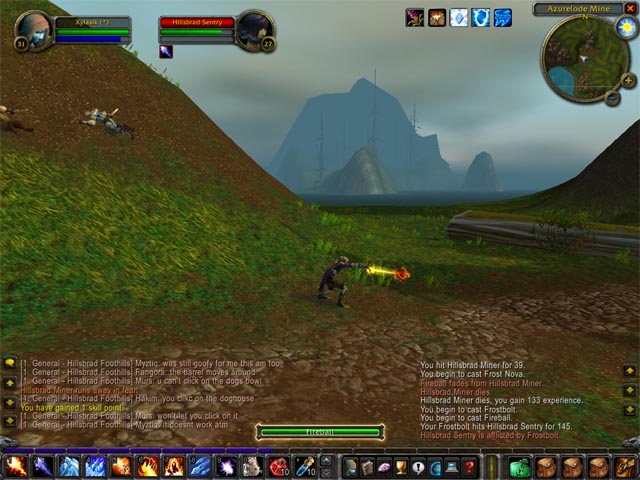 Xylasik (*)
31
Hillsbrad Sentry
27
Azurelode Mine
N
[1. General - Hillsbrad Foothills] Myztiq: was still goofy for me this am too
[1. General - Hillsbrad Foothills] Fangora: the barrel moves around
[1. General - Hillsbrad Foothills] Murs: u can't click on the dogs bowl
Hillsbrad Miner runs away in fear!
[1. General - Hillsbrad Foothills] Hakim: you clikc on the doghouse
You have gained 1 skill point!
[1. General - Hillsbrad Foothills] Murs: won't let you click on it
[1. General - Hillsbrad Foothills] Myztiq: it doesnt work atm
You hit Hillsbrad Miner for 39.
You begin to cast Frost Nova.
Fireball fades from Hillsbrad Miner.
Hillsbrad Miner dies.
Hillsbrad Miner dies, you gain 133 experience.
You begin to cast Frostbolt.
You begin to cast Fireball.
Your Frostbolt hits Hillsbrad Sentry for 145.
Hillsbrad Sentry is afflicted by Frostbolt.
Fireball
10